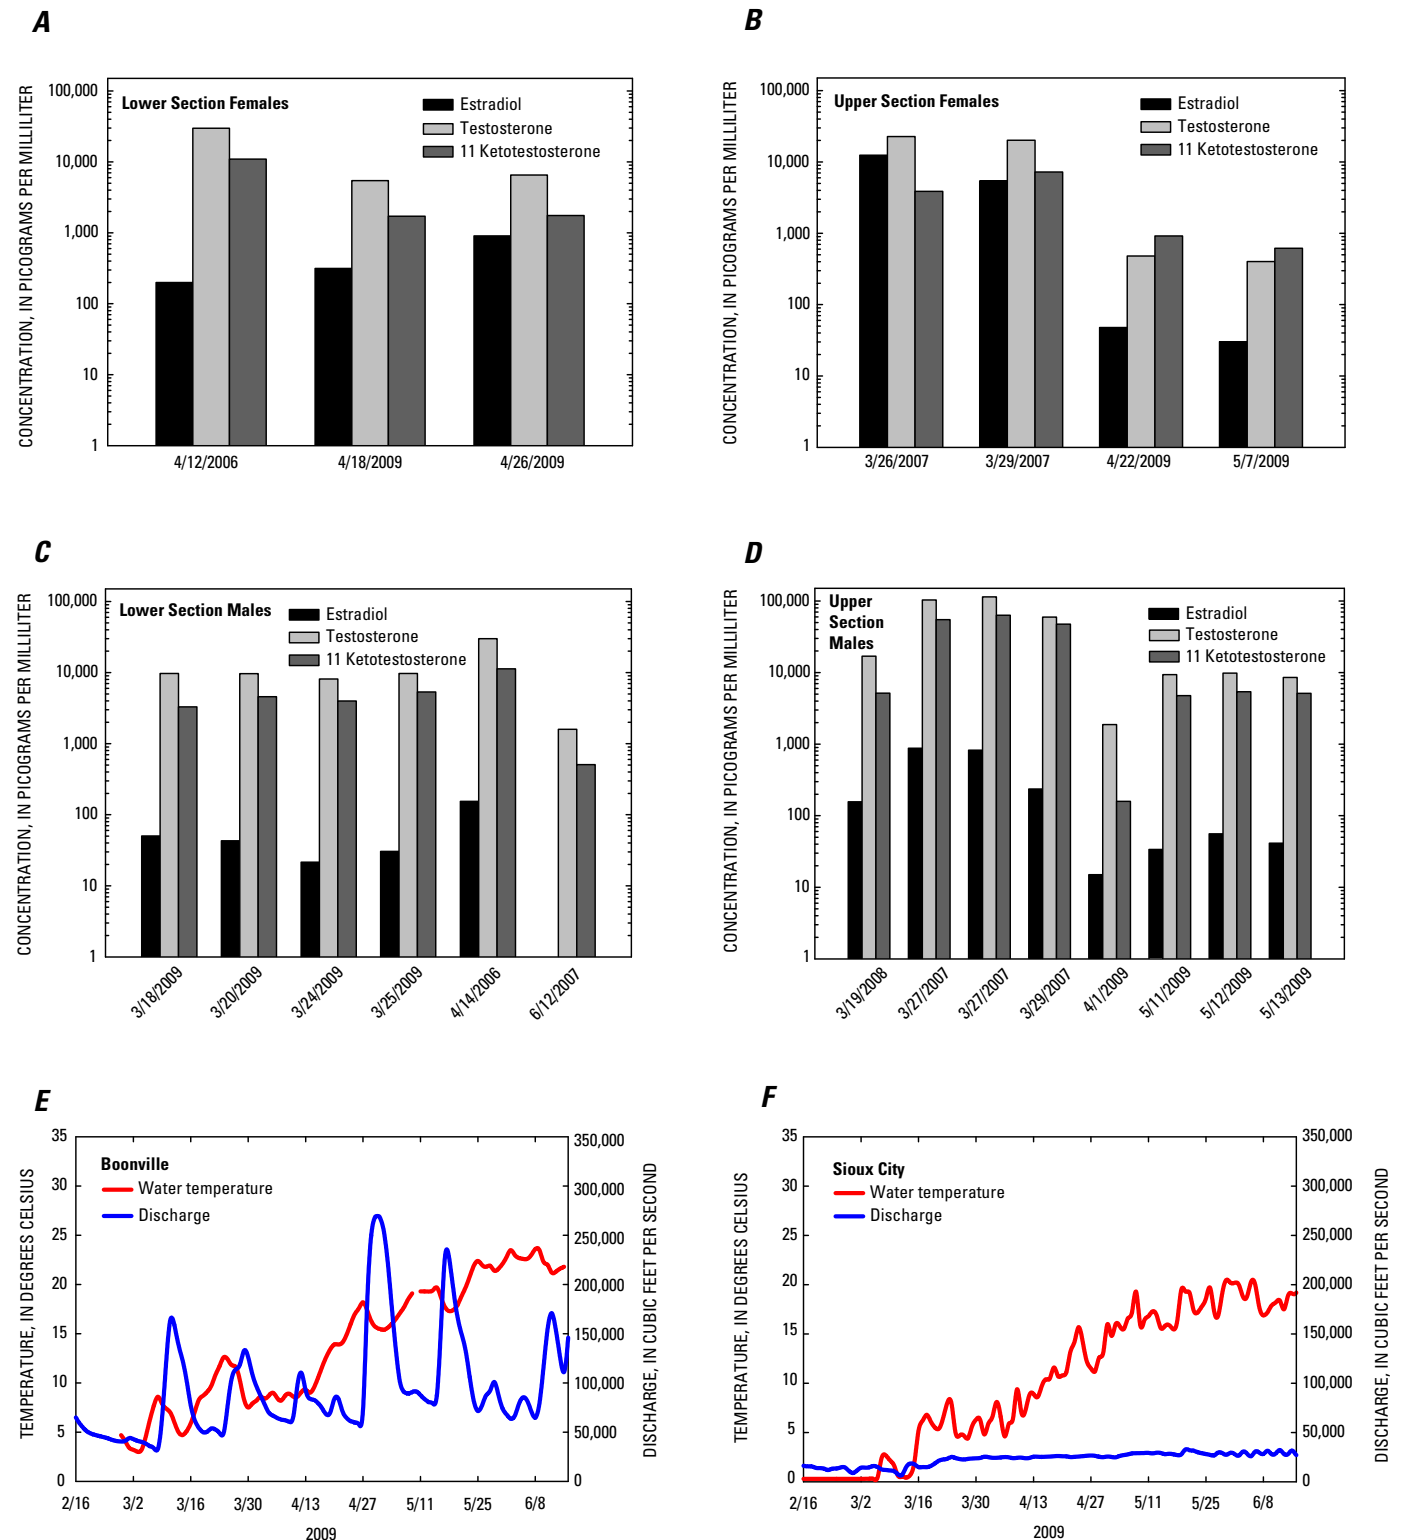 A
CONCENTRATION, IN PICOGRAMS PER MILLILITER
100,000
10,000
1,000
100
10
1
Lower Section Females
Estradiol
Testosterone
11 Ketotestosterone
4/12/2006
4/18/2009
4/26/2009
B
CONCENTRATION, IN PICOGRAMS PER MILLILITER
100,000
10,000
1,000
100
10
1
Upper Section Females
Estradiol
Testosterone
11 Ketotestosterone
3/26/2007
3/29/2007
4/22/2009
5/7/2009
C
CONCENTRATION, IN PICOGRAMS PER MILLILITER
100,000
10,000
1,000
100
10
1
Lower Section Males
Estradiol
Testosterone
11 Ketotestosterone
3/18/2009
3/20/2009
3/24/2009
3/25/2009
4/14/2006
6/12/2007
D
CONCENTRATION, IN PICOGRAMS PER MILLILITER
100,000
10,000
1,000
100
10
1
Upper
Section
Males
Estradiol
Testosterone
11 Ketotestosterone
3/19/2008
3/27/2007
3/27/2007
3/29/2007
4/1/2009
5/11/2009
5/12/2009
5/13/2009
E
TEMPERATURE, IN DEGREES CELSIUS
35
30
25
20
15
10
5
0
Boonville
Water temperature
Discharge
350,000
300,000
250,000
200,000
150,000
100,000
50,000
0
DISCHARGE, IN CUBIC FEET PER SECOND
2/16
3/2
3/16
3/30
4/13
4/27
5/11
5/25
6/8
2009
F
TEMPERATURE, IN DEGREES CELSIUS
35
30
25
20
15
10
5
0
Sioux City
Water temperature
Discharge
350,000
300,000
250,000
200,000
150,000
100,000
50,000
0
DISCHARGE, IN CUBIC FEET PER SECOND
2/16
3/2
3/16
3/30
4/13
4/27
5/11
5/25
6/8
2009